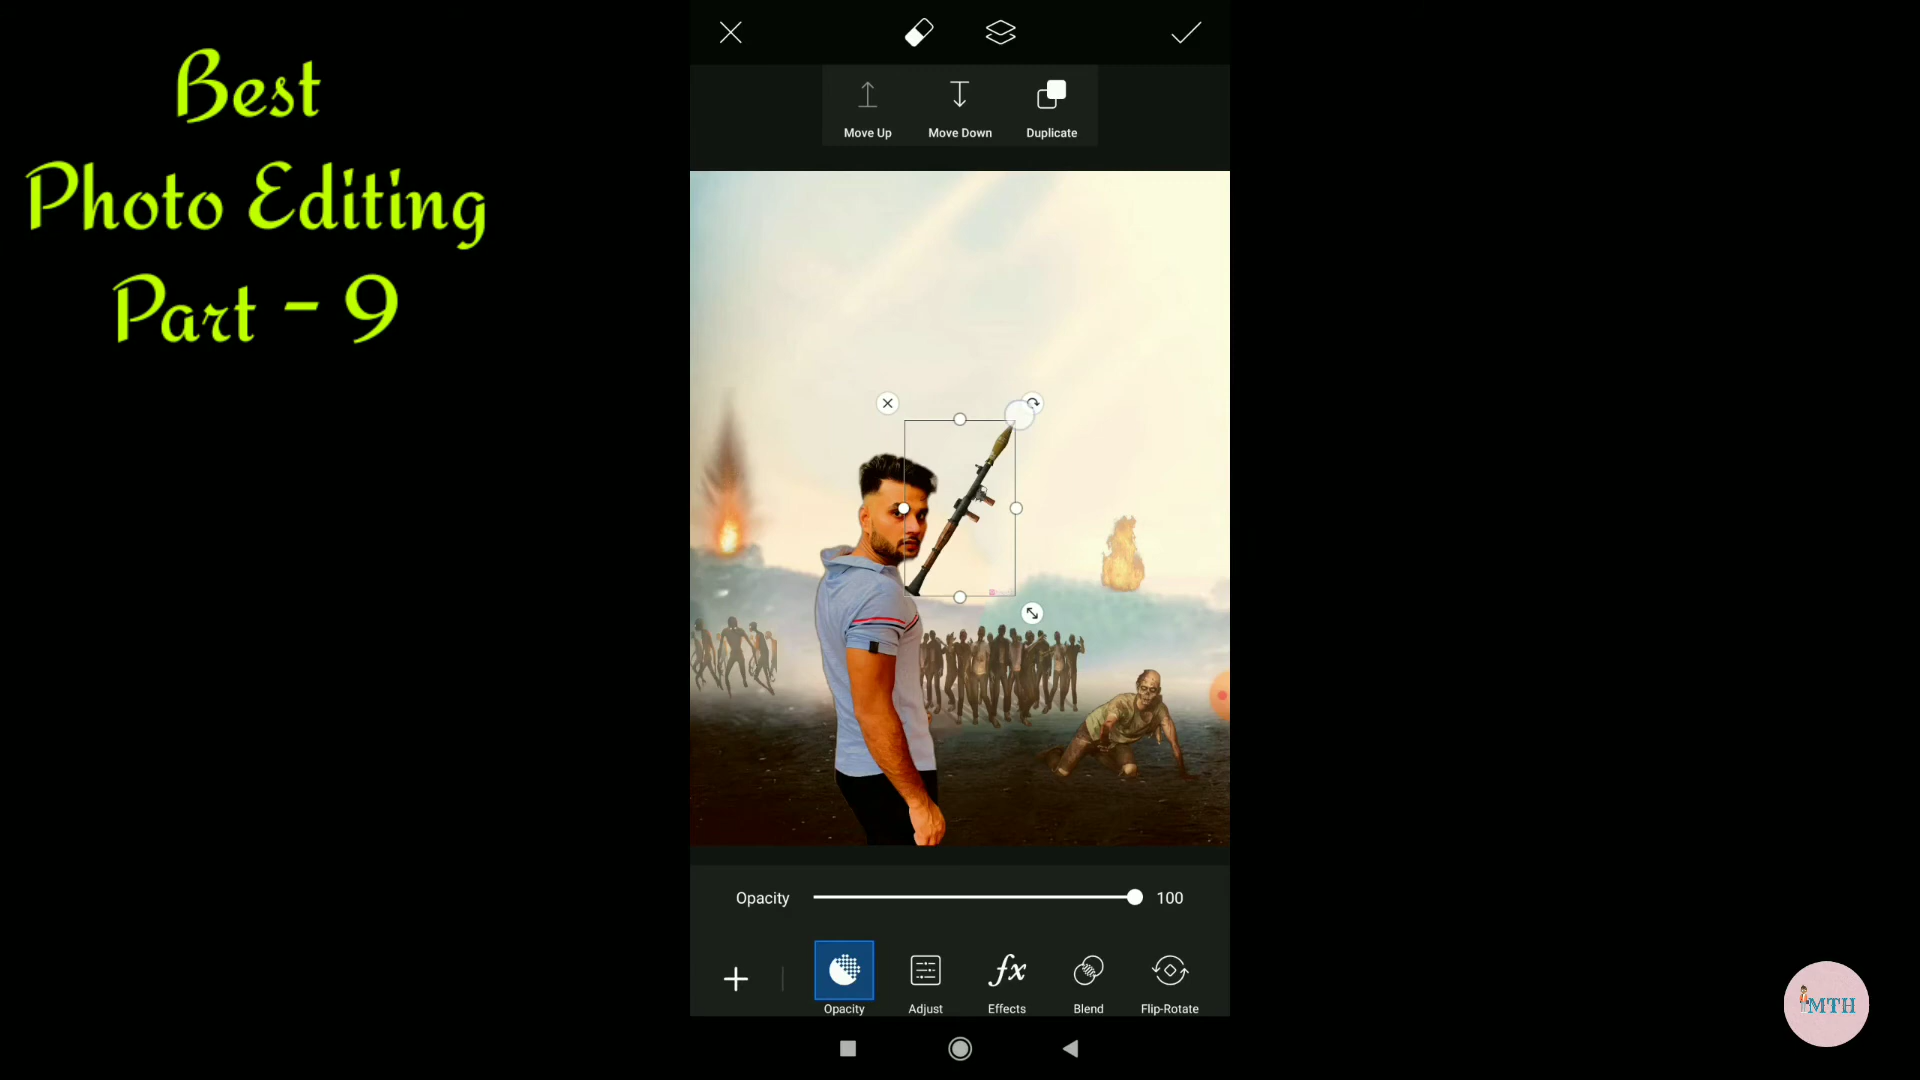 Best
Photo Editing
Part - 9
Move Up
Move Down
Duplicate
Opacity
100
Opacity
Adjust
fx
Effects
Blend
Flip-Rotate
MTH